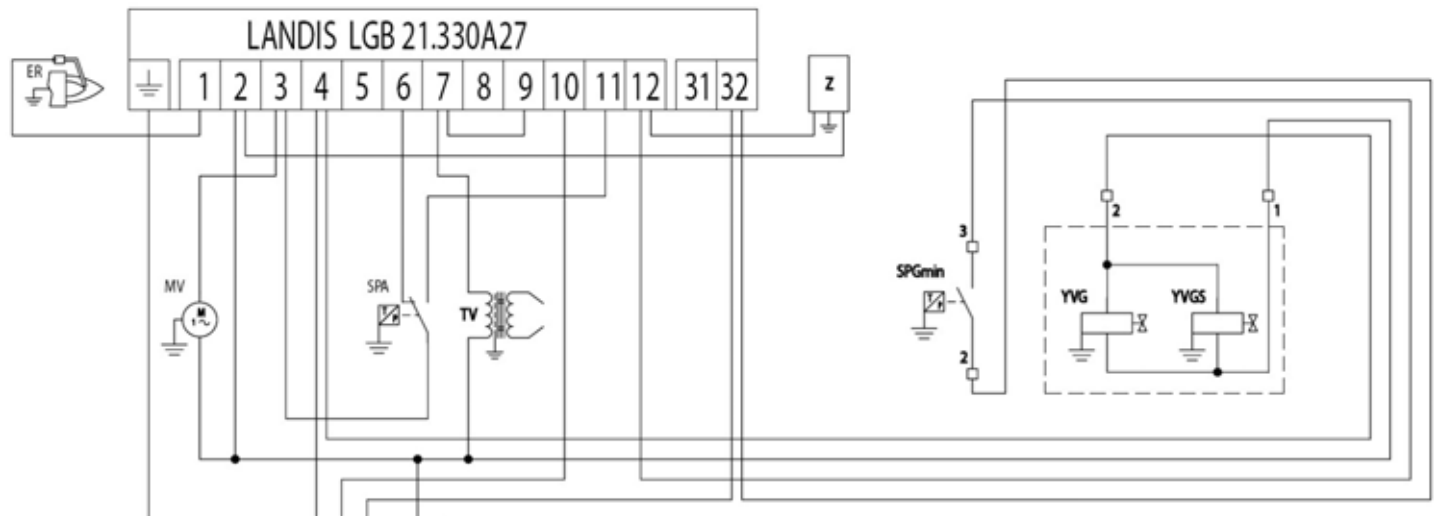 LANDIS LGB 21.330A27
ER
1 2 3 4 5 6 7 8 9 10 11 12 31 32
Z
2
1
3
SPGmin
MV
SPA
YVG
YVGS
M
1~
T
P
TV
T
P
2